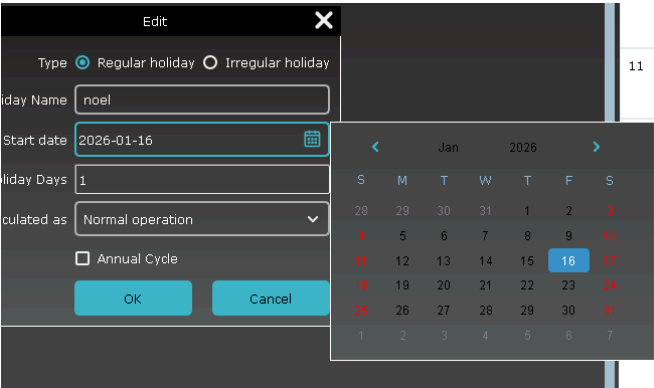 Edit
Type Regular holiday Irregular holiday
11
iday Name noel
Start date 2026-01-16
Jan 2026
liday Days 1
S M T W T F S
culated as Normal operation
28 29 30 31 1 2 3
Annual Cycle
4 5 6 7 8 9 10
11 12 13 14 15 16 17
OK Cancel
18 19 20 21 22 23 24
25 26 27 28 29 30 31
1 2 3 4 5 6 7